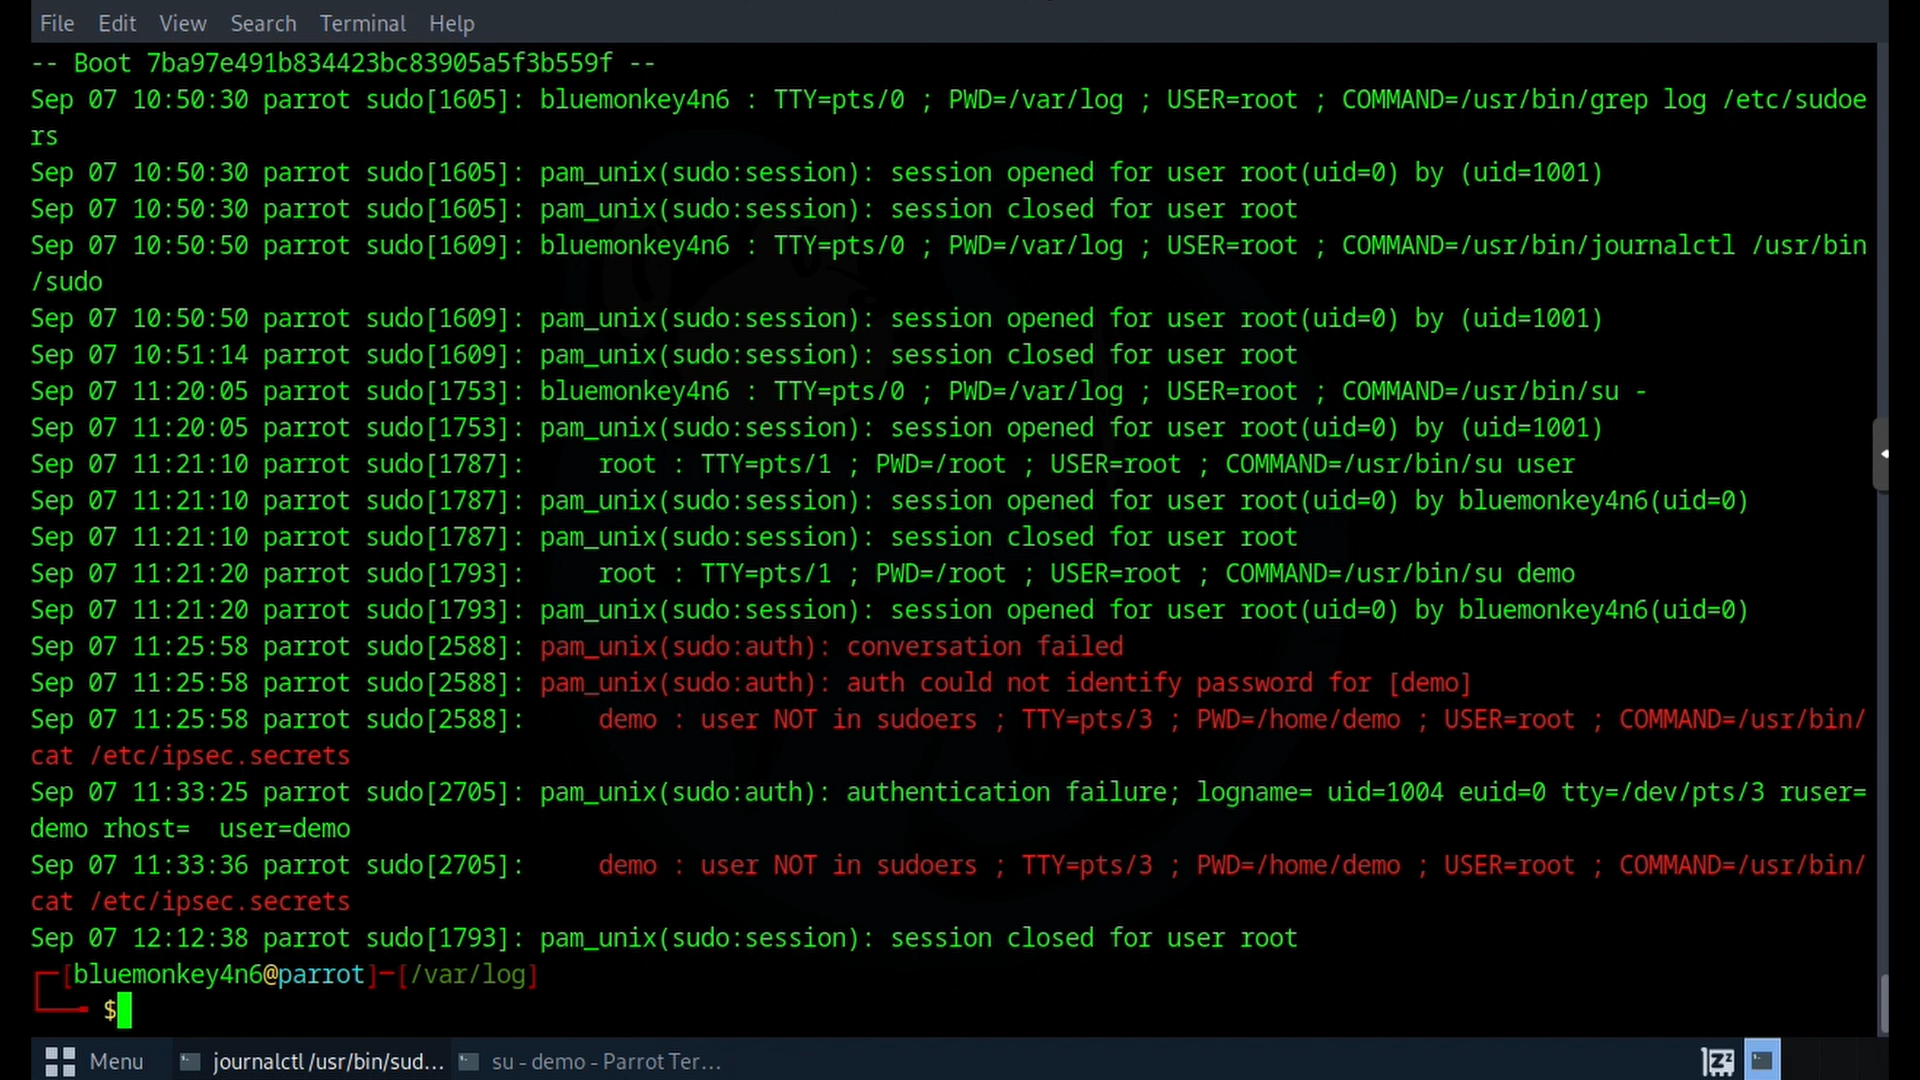 File Edit View Search Terminal Help
-- Boot 7ba97e491b834423bc83905a5f3b559f --
Sep 07 10:50:30 parrot sudo[1605]: bluemonkey4n6 : TTY=pts/0 ; PWD=/var/log ; USER=root ; COMMAND=/usr/bin/grep log /etc/sudoe
rs
Sep 07 10:50:30 parrot sudo[1605]: pam_unix(sudo:session): session opened for user root(uid=0) by (uid=1001)
Sep 07 10:50:30 parrot sudo[1605]: pam_unix(sudo:session): session closed for user root
Sep 07 10:50:50 parrot sudo[1609]: bluemonkey4n6 : TTY=pts/0 ; PWD=/var/log ; USER=root ; COMMAND=/usr/bin/journalctl /usr/bin
/sudo
Sep 07 10:50:50 parrot sudo[1609]: pam_unix(sudo:session): session opened for user root(uid=0) by (uid=1001)
Sep 07 10:51:14 parrot sudo[1609]: pam_unix(sudo:session): session closed for user root
Sep 07 11:20:05 parrot sudo[1753]: bluemonkey4n6 : TTY=pts/0 ; PWD=/var/log ; USER=root ; COMMAND=/usr/bin/su -
Sep 07 11:20:05 parrot sudo[1753]: pam_unix(sudo:session): session opened for user root(uid=0) by (uid=1001)
Sep 07 11:21:10 parrot sudo[1787]:     root : TTY=pts/1 ; PWD=/root ; USER=root ; COMMAND=/usr/bin/su user
Sep 07 11:21:10 parrot sudo[1787]: pam_unix(sudo:session): session opened for user root(uid=0) by bluemonkey4n6(uid=0)
Sep 07 11:21:10 parrot sudo[1787]: pam_unix(sudo:session): session closed for user root
Sep 07 11:21:20 parrot sudo[1793]:     root : TTY=pts/1 ; PWD=/root ; USER=root ; COMMAND=/usr/bin/su demo
Sep 07 11:21:20 parrot sudo[1793]: pam_unix(sudo:session): session opened for user root(uid=0) by bluemonkey4n6(uid=0)
Sep 07 11:25:58 parrot sudo[2588]: pam_unix(sudo:auth): conversation failed
Sep 07 11:25:58 parrot sudo[2588]: pam_unix(sudo:auth): auth could not identify password for [demo]
Sep 07 11:25:58 parrot sudo[2588]:     demo : user NOT in sudoers ; TTY=pts/3 ; PWD=/home/demo ; USER=root ; COMMAND=/usr/bin/
cat /etc/ipsec.secrets
Sep 07 11:33:25 parrot sudo[2705]: pam_unix(sudo:auth): authentication failure; logname= uid=1004 euid=0 tty=/dev/pts/3 ruser=
demo rhost=  user=demo
Sep 07 11:33:36 parrot sudo[2705]:     demo : user NOT in sudoers ; TTY=pts/3 ; PWD=/home/demo ; USER=root ; COMMAND=/usr/bin/
cat /etc/ipsec.secrets
Sep 07 12:12:38 parrot sudo[1793]: pam_unix(sudo:session): session closed for user root
┌─[bluemonkey4n6@parrot]─[/var/log]
└──╼ $
Menu journalctl /usr/bin/sud... su - demo - Parrot Ter...